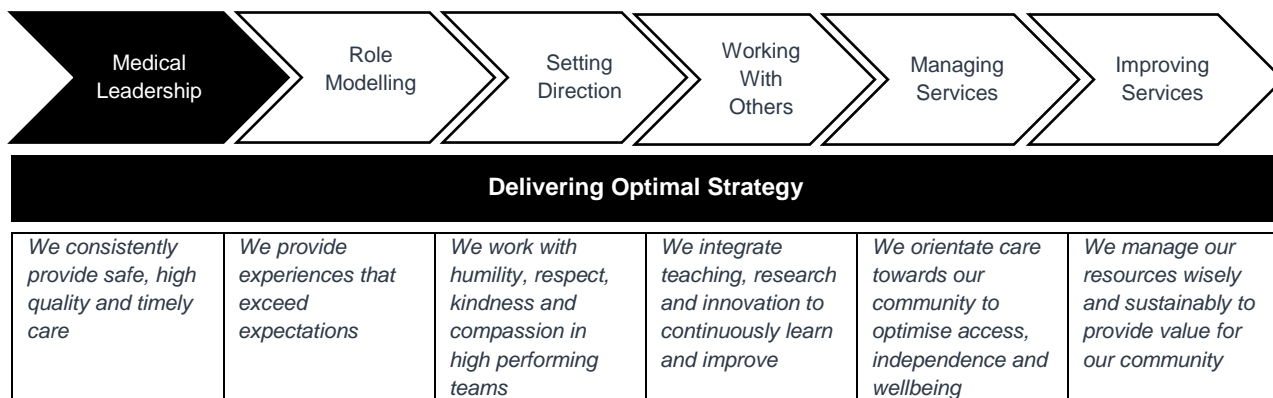 Medical
Leadership
Role
Modelling
Setting
Direction
Working
With
Others
Managing
Services
Improving
Services
Delivering Optimal Strategy
We consistently
provide safe, high
quality and timely
care
We provide
experiences that
exceed
expectations
We work with
humility, respect,
kindness and
compassion in
high performing
teams
We integrate
teaching, research
and innovation to
continuously learn
and improve
We orientate care
towards our
community to
optimise access,
independence and
wellbeing
We manage our
resources wisely
and sustainably to
provide value for
our community